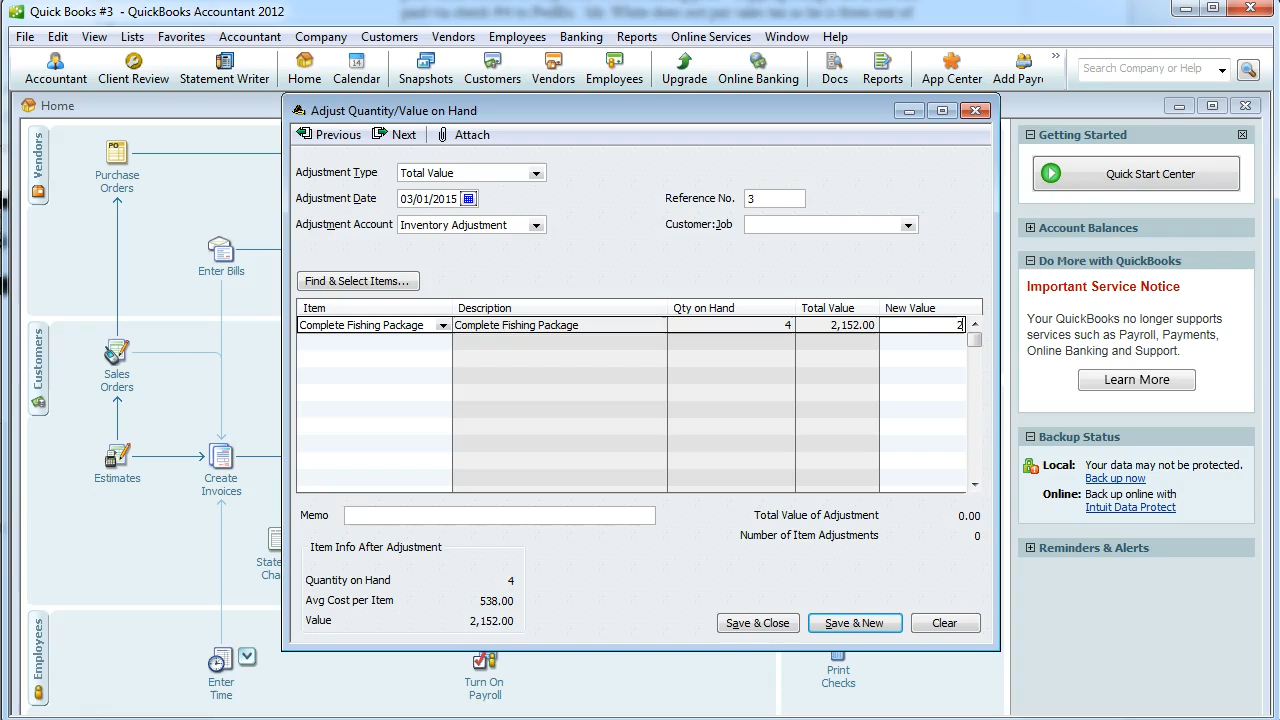 Quick Books #3 - QuickBooks Accountant 2012
File Edit View Lists Favorites Accountant Company Customers Vendors Employees Banking Reports Online Services Window Help
Accountant Client Review Statement Writer Home Calendar Snapshots Customers Vendors Employees Upgrade Online Banking Docs Reports App Center Add Payr
Search Company or Help
Home
Vendors
Purchase
Orders
Enter Bills
Customers
Sales
Orders
Estimates
Create
Invoices
State
Cha
Employees
Enter
Time
Turn On
Payroll
Print
Checks
Adjust Quantity/Value on Hand
Previous Next Attach
Adjustment Type Total Value
Adjustment Date 03/01/2015 Reference No. 3
Adjustment Account Inventory Adjustment Customer:Job
Find & Select Items...
Item Description Qty on Hand Total Value New Value
Complete Fishing Package Complete Fishing Package 4 2,152.00 2
Memo
Total Value of Adjustment 0.00
Number of Item Adjustments 0
Item Info After Adjustment
Quantity on Hand 4
Avg Cost per Item 538.00
Value 2,152.00
Save & Close Save & New Clear
Getting Started
Quick Start Center
Account Balances
Do More with QuickBooks
Important Service Notice
Your QuickBooks no longer supports
services such as Payroll, Payments,
Online Banking and Support.
Learn More
Backup Status
Local: Your data may not be protected.
Back up now
Online: Back up online with
Intuit Data Protect
Reminders & Alerts